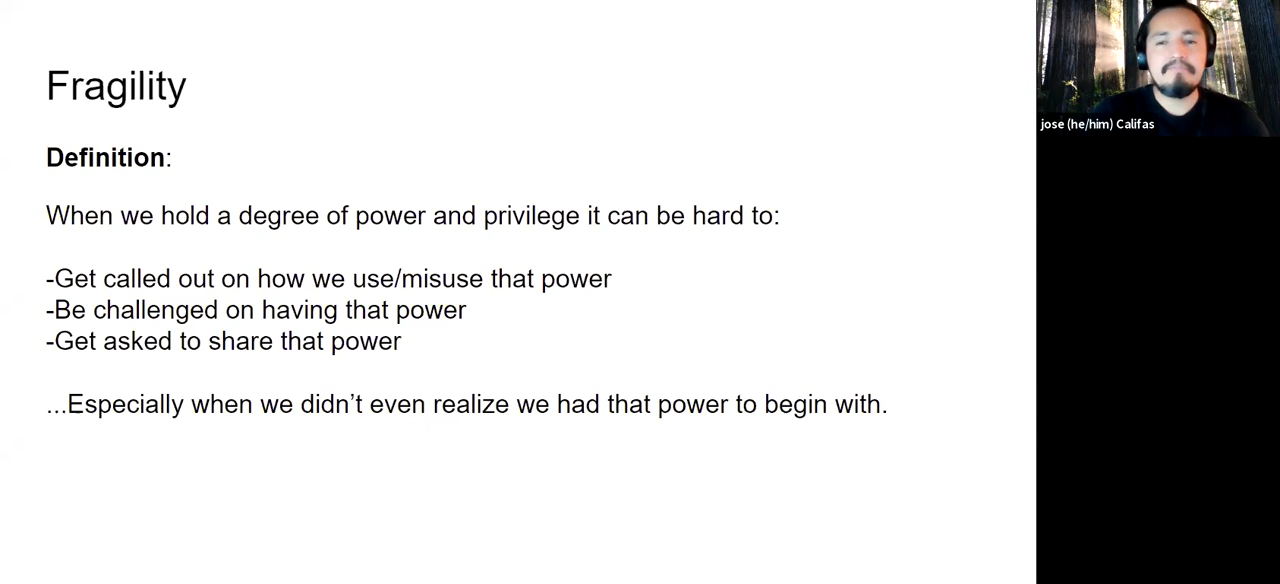 Fragility
Definition:
When we hold a degree of power and privilege it can be hard to:
-Get called out on how we use/misuse that power
-Be challenged on having that power
-Get asked to share that power
...Especially when we didn’t even realize we had that power to begin with.
jose (he/him) Califas